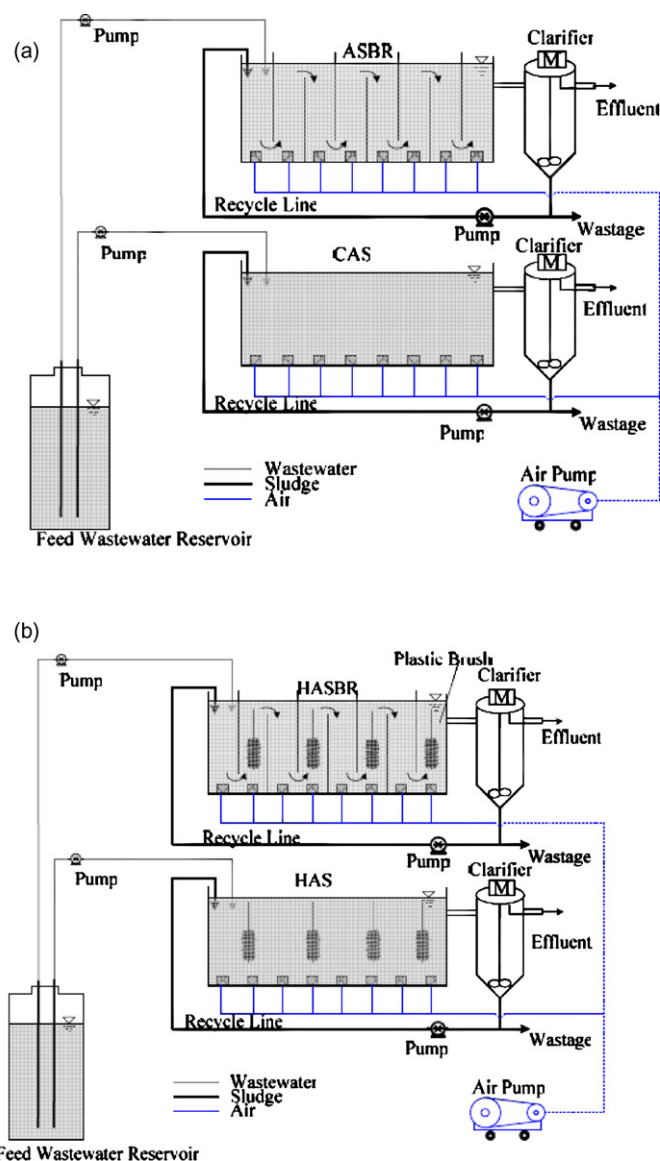 (a)
Pump
ASBR
Clarifier
M
Effluent
Recycle Line
Pump
Wastage
Pump
CAS
Clarifier
M
Effluent
Recycle Line
Pump
Wastage
Wastewater
Sludge
Air
Air Pump
Feed Wastewater Reservoir
(b)
Plastic Brush
Pump
HASBR
Clarifier
M
Effluent
Recycle Line
Pump
Wastage
Pump
HAS
Clarifier
M
Effluent
Recycle Line
Pump
Wastage
Wastewater
Sludge
Air
Air Pump
Feed Wastewater Reservoir